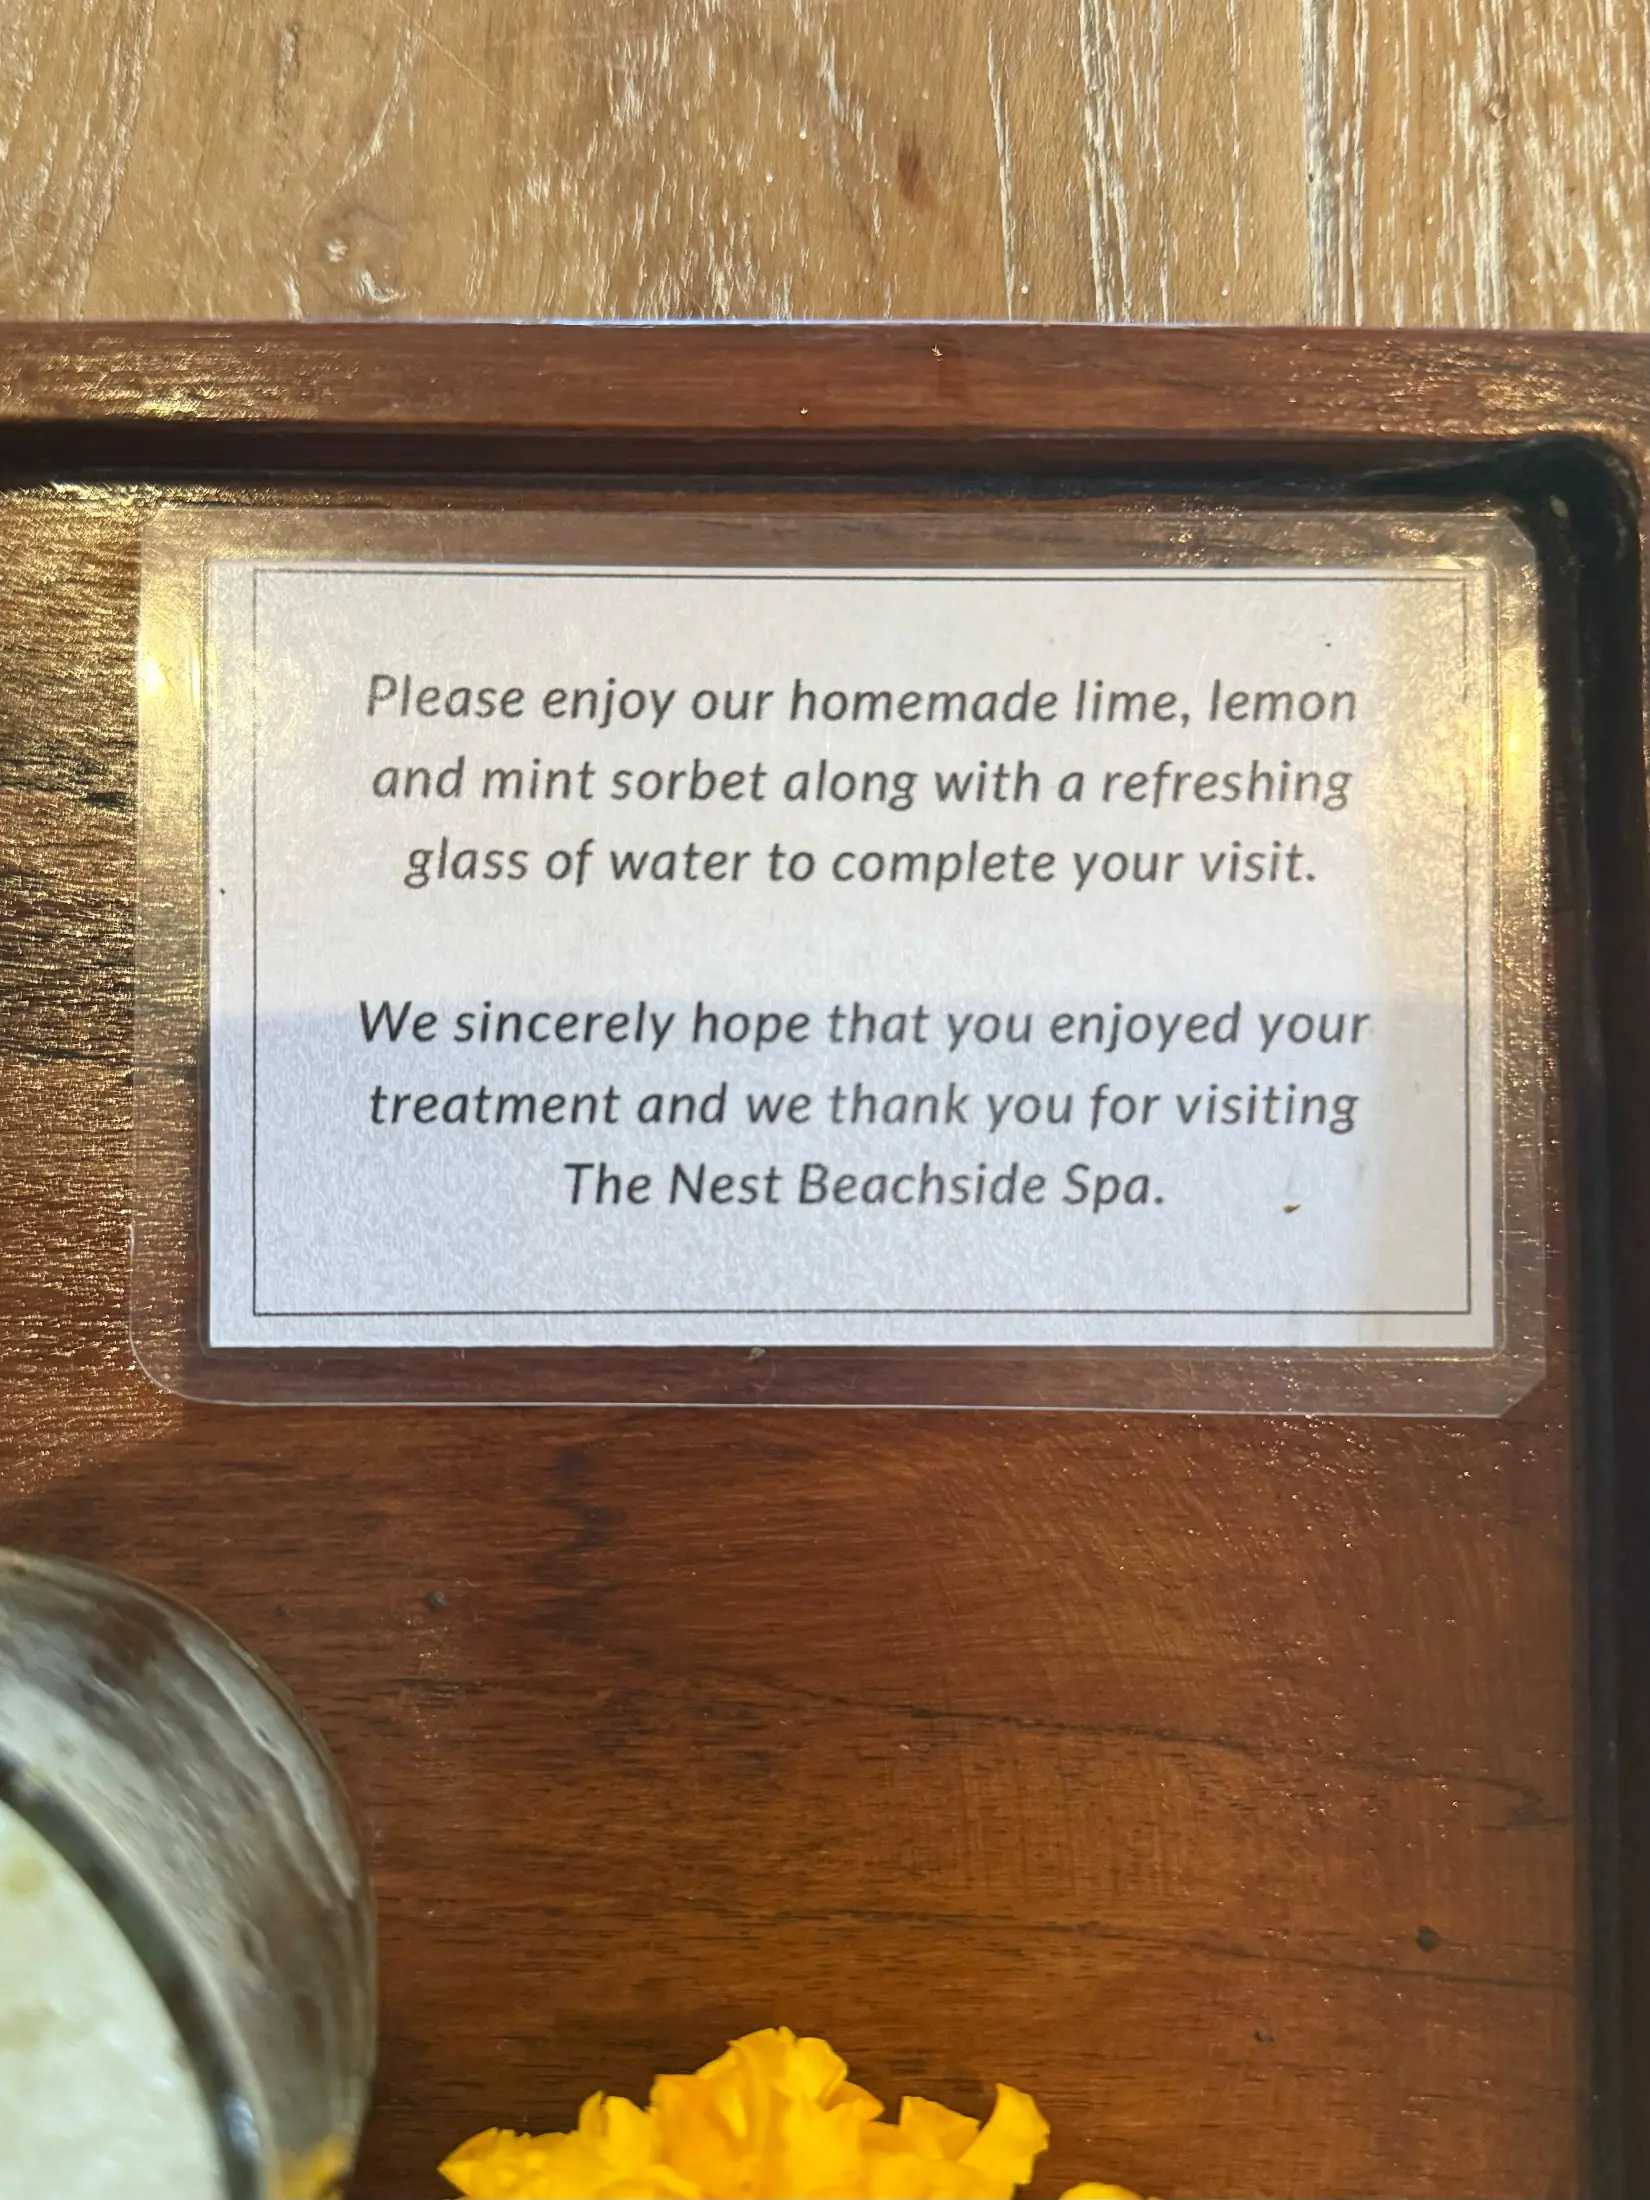 Please enjoy our homemade lime, lemon
and mint sorbet along with a refreshing
glass of water to complete your visit.
We sincerely hope that you enjoyed your
treatment and we thank you for visiting
The Nest Beachside Spa.